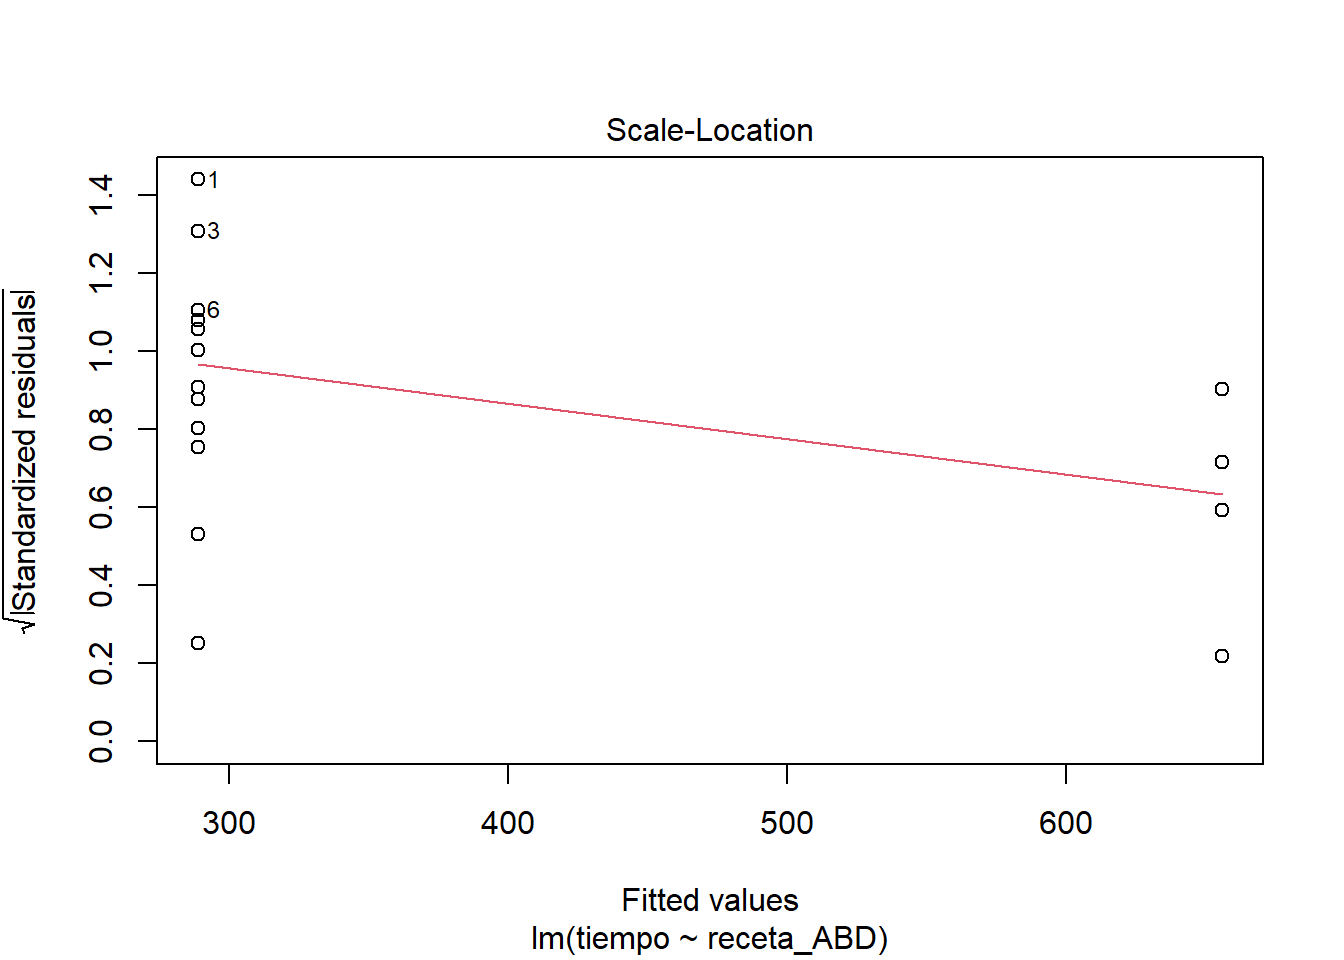 Scale-Location
√|Standardized residuals|
1.4
1.2
1.0
0.8
0.6
0.4
0.2
0.0
1
3
6
300 400 500 600
Fitted values
lm(tiempo ~ receta_ABD)